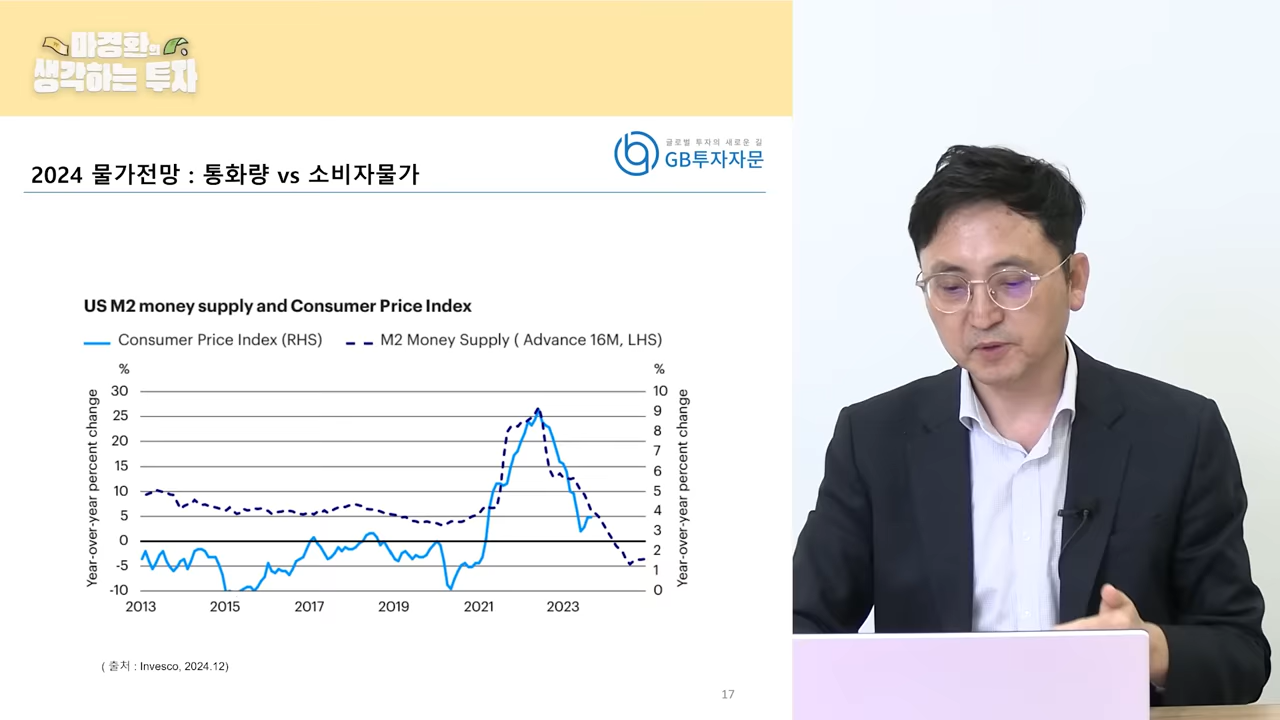 마경환의
생각하는 투자
글로벌 투자의 새로운 길
GB투자자문
2024 물가전망 : 통화량 vs 소비자물가
US M2 money supply and Consumer Price Index
Consumer Price Index (RHS) M2 Money Supply ( Advance 16M, LHS)
% %
Year-over-year percent change
30
25
20
15
10
5
0
-5
-10
10
9
8
7
6
5
4
3
2
1
0
Year-over-year percent change
2013 2015 2017 2019 2021 2023
( 출처 : Invesco, 2024.12)
17